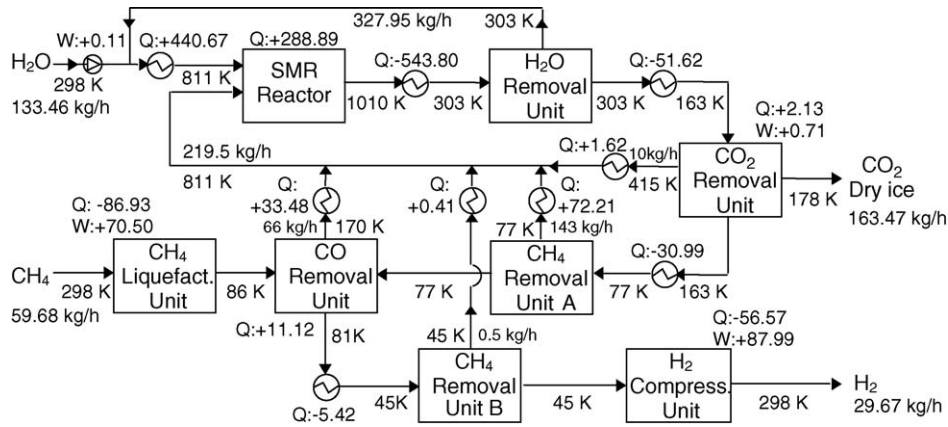 327.95 kg/h
303 K
W:+0.11
Q:+440.67
Q:+288.89
Q:-543.80
Q:-51.62
H₂O
298 K
133.46 kg/h
811 K
SMR
Reactor
1010 K
303 K
H₂O
Removal
Unit
303 K
163 K
Q:+2.13
W:+0.71
219.5 kg/h
811 K
Q:+1.62
10kg/h
415 K
CO₂
Removal
Unit
178 K
CO₂
Dry ice
163.47 kg/h
Q: -86.93
W:+70.50
Q:
+33.48
66 kg/h
170 K
Q:
+0.41
Q:
+72.21
77 K
143 kg/h
Q:-30.99
CH₄
298 K
59.68 kg/h
CH₄
Liquefact.
Unit
86 K
CO
Removal
Unit
77 K
CH₄
Removal
Unit A
77 K
163 K
Q:+11.12
81K
45 K
0.5 kg/h
Q:-56.57
W:+87.99
Q:-5.42
45K
CH₄
Removal
Unit B
45 K
H₂
Compress.
Unit
298 K
H₂
29.67 kg/h